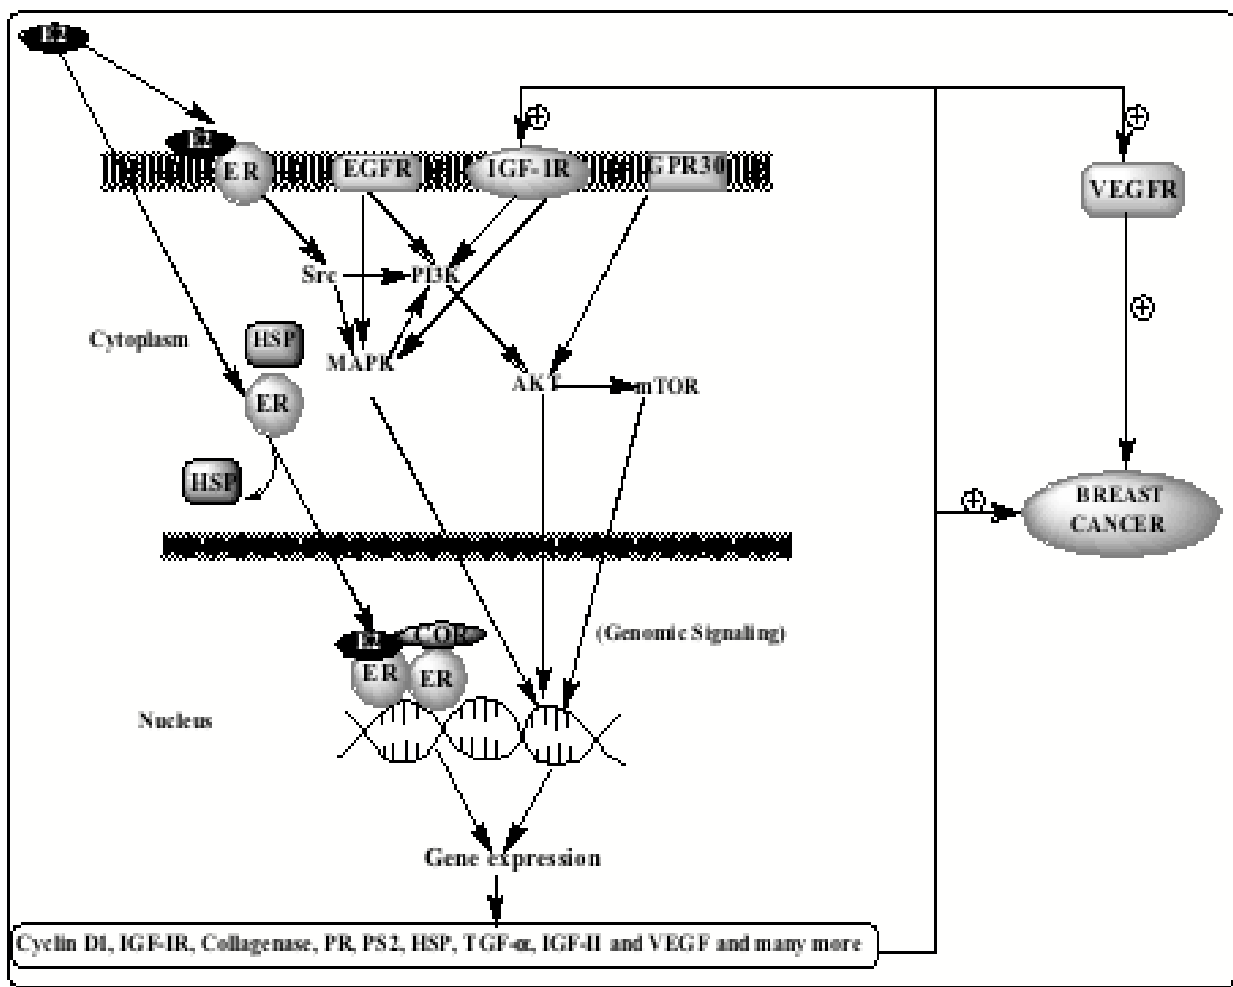 E2
E2
ER
EGFR
IGF-IR
GPR30
VEGFR
Src
PI3K
Cytoplasm
HSP
MAPK
AKT
mTOR
ER
HSP
BREAST
CANCER
E2
COR
(Genomic Signaling)
ER
ER
Nucleus
Gene expression
Cyclin D1, IGF-IR, Collagenase, PR, PS2, HSP, TGF-α, IGF-II and VEGF and many more